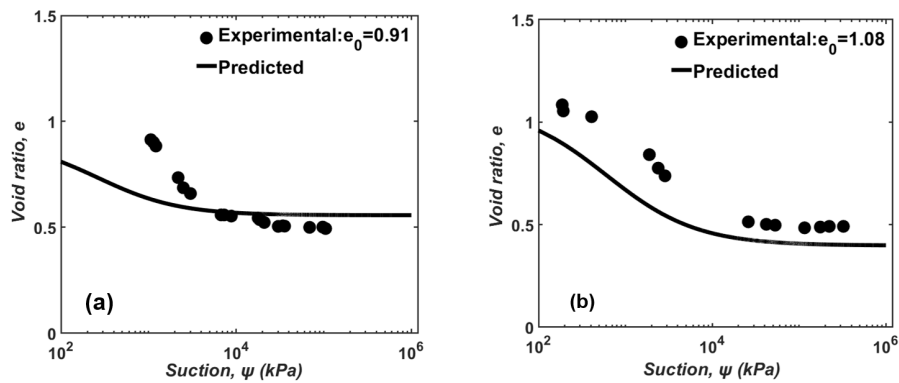 1.5
Experimental:e0=0.91
Predicted
1
Void ratio, e
0.5
(a)
0
10^2
10^4
10^6
Suction, ψ (kPa)
1.5
Experimental:e0=1.08
Predicted
1
Void ratio, e
0.5
(b)
0
10^2
10^4
10^6
Suction, ψ (kPa)